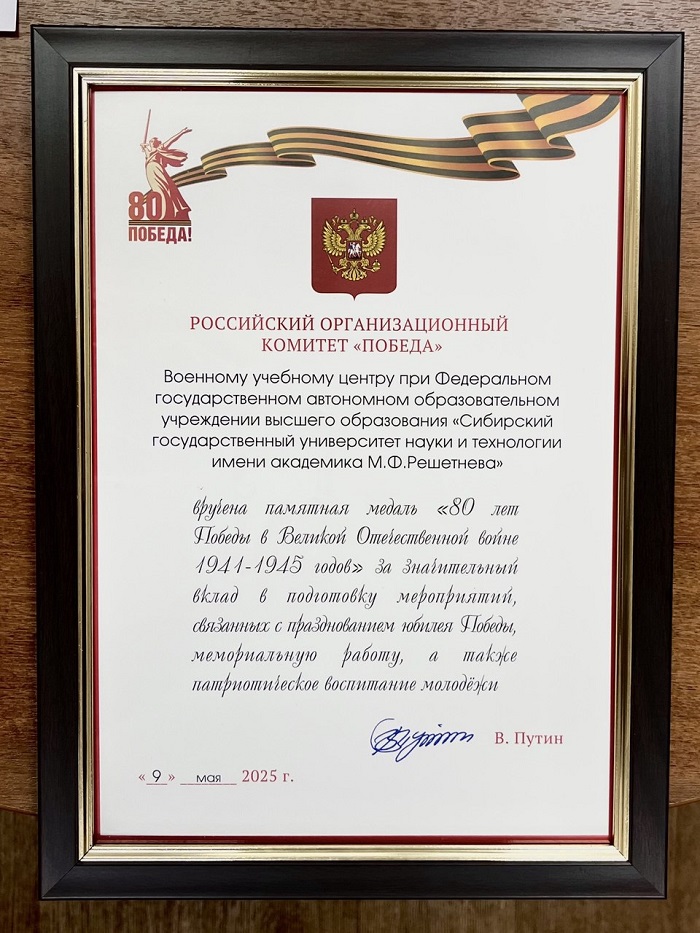 80
ПОБЕДА!
РОССИЙСКИЙ ОРГАНИЗАЦИОННЫЙ
КОМИТЕТ «ПОБЕДА»
Военному учебному центру при Федеральном
государственном автономном образовательном
учреждении высшего образования «Сибирский
государственный университет науки и технологии
имени академика М.Ф.Решетнева»
вручена памятная медаль «80 лет
Победы в Великой Отечественной войне
1941-1945 годов» за значительный
вклад в подготовку мероприятий,
связанных с празднованием юбилея Победы,
мемориальную работу, а также
патриотическое воспитание молодёжи
В. Путин
«9» мая 2025 г.